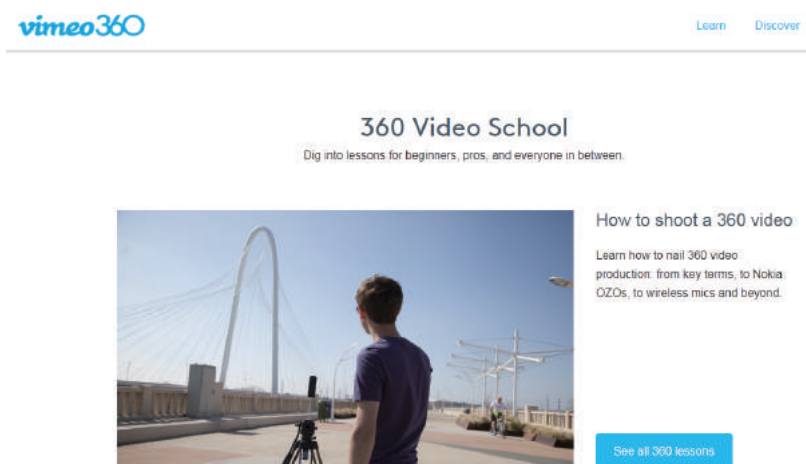 vimeo360
Learn Discover
360 Video School
Dig into lessons for beginners, pros, and everyone in between.
How to shoot a 360 video
Learn how to nail 360 video
production: from key terms, to Nokia
OZOs, to wireless mics and beyond.
See all 360 lessons